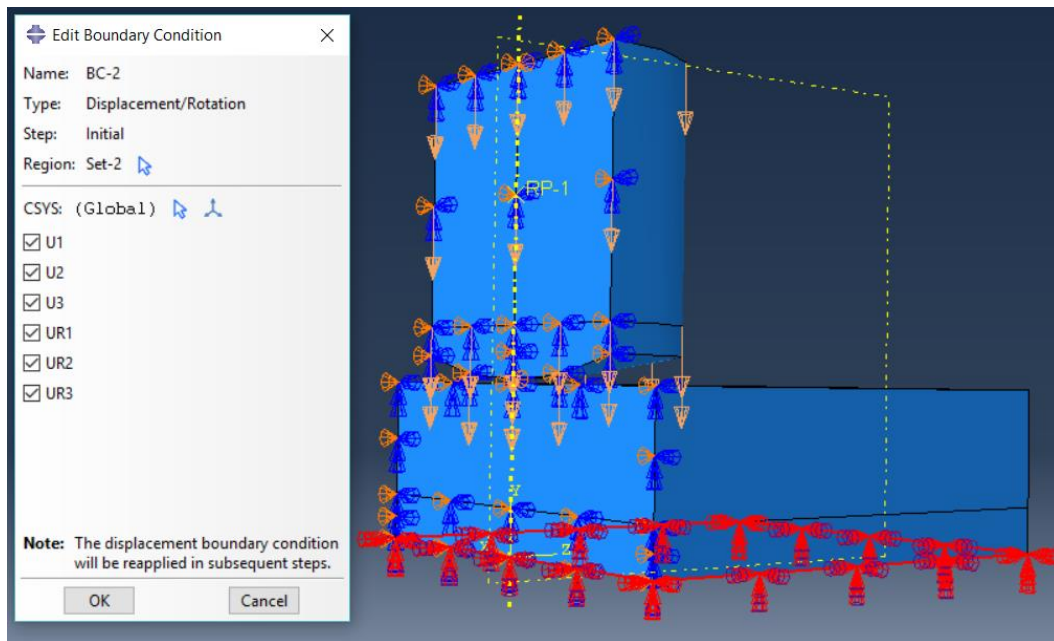 Edit Boundary Condition
Name: BC-2
Type: Displacement/Rotation
Step: Initial
Region: Set-2
CSYS: (Global)
U1
U2
U3
UR1
UR2
UR3
Note: The displacement boundary condition
will be reapplied in subsequent steps.
OK Cancel
RP-1
Y
Z